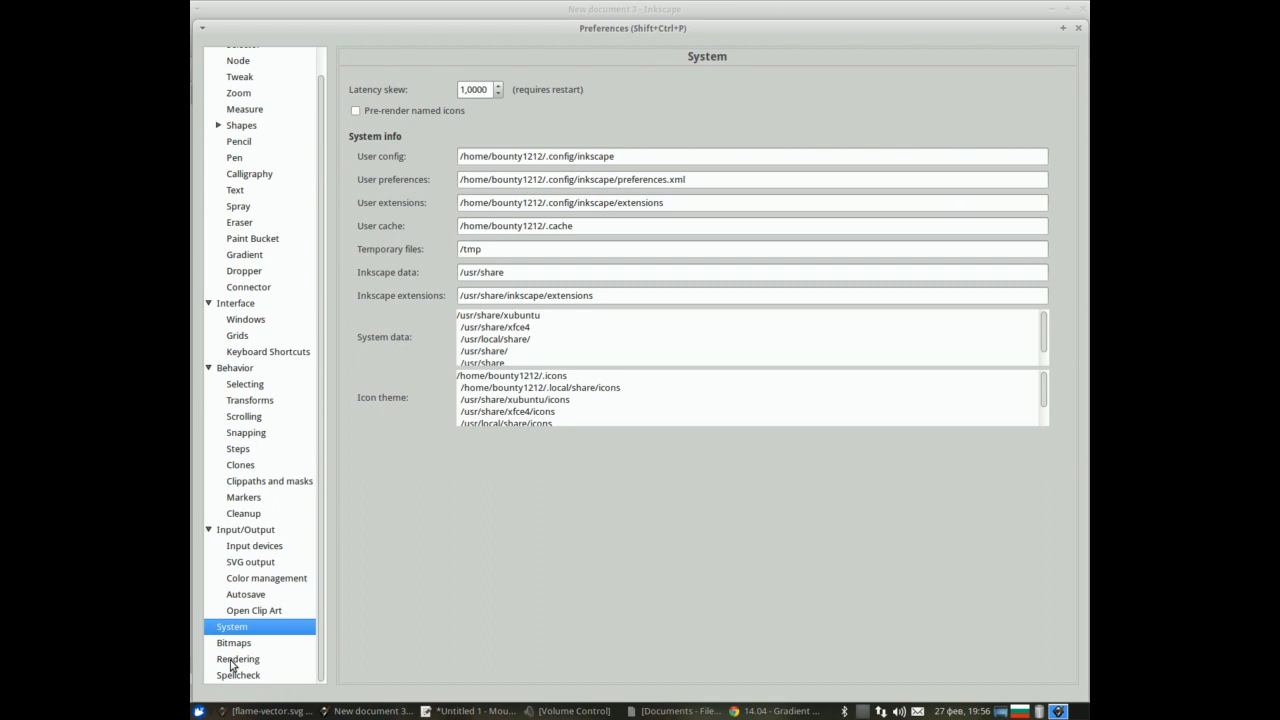 New document 3 - Inkscape
Preferences (Shift+Ctrl+P)
Selector
Node
Tweak
Zoom
Measure
Shapes
Pencil
Pen
Calligraphy
Text
Spray
Eraser
Paint Bucket
Gradient
Dropper
Connector
Interface
Windows
Grids
Keyboard Shortcuts
Behavior
Selecting
Transforms
Scrolling
Snapping
Steps
Clones
Clippaths and masks
Markers
Cleanup
Input/Output
Input devices
SVG output
Color management
Autosave
Open Clip Art
System
Bitmaps
Rendering
Spellcheck
System
Latency skew: 1,0000 (requires restart)
Pre-render named icons
System info
User config: /home/bounty1212/.config/inkscape
User preferences: /home/bounty1212/.config/inkscape/preferences.xml
User extensions: /home/bounty1212/.config/inkscape/extensions
User cache: /home/bounty1212/.cache
Temporary files: /tmp
Inkscape data: /usr/share
Inkscape extensions: /usr/share/inkscape/extensions
System data:
/usr/share/xubuntu
/usr/share/xfce4
/usr/local/share/
/usr/share/
/usr/share
Icon theme:
/home/bounty1212/.icons
/home/bounty1212/.local/share/icons
/usr/share/xubuntu/icons
/usr/share/xfce4/icons
/usr/local/share/icons
[flame-vector.svg ... New document 3... *Untitled 1 - Mou... [Volume Control] [Documents - File... 14.04 - Gradient ... 27 фев, 19:56